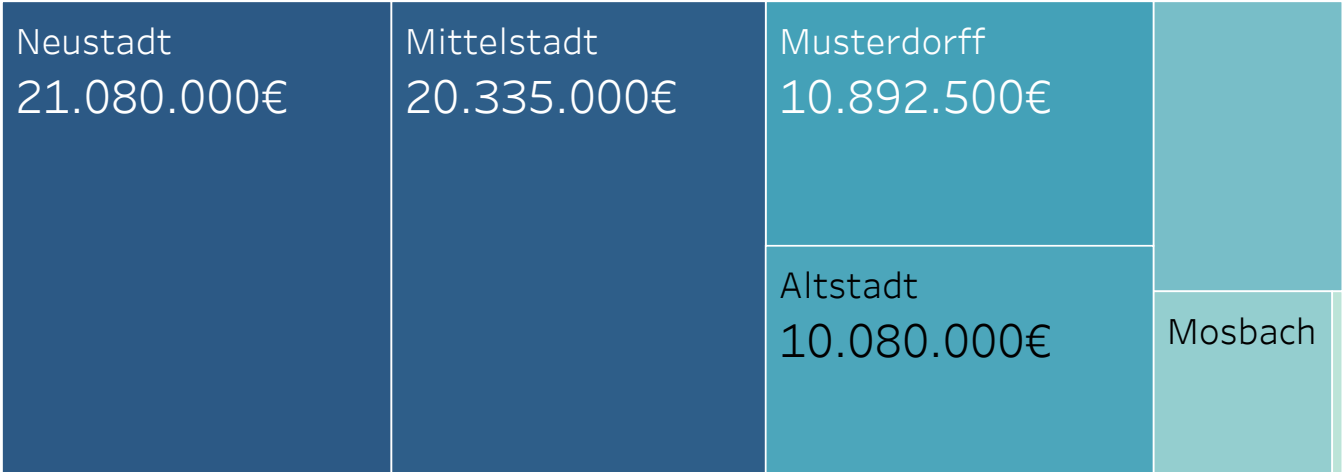 Neustadt
21.080.000€
Mittelstadt
20.335.000€
Musterdorff
10.892.500€
Altstadt
10.080.000€
Mosbach